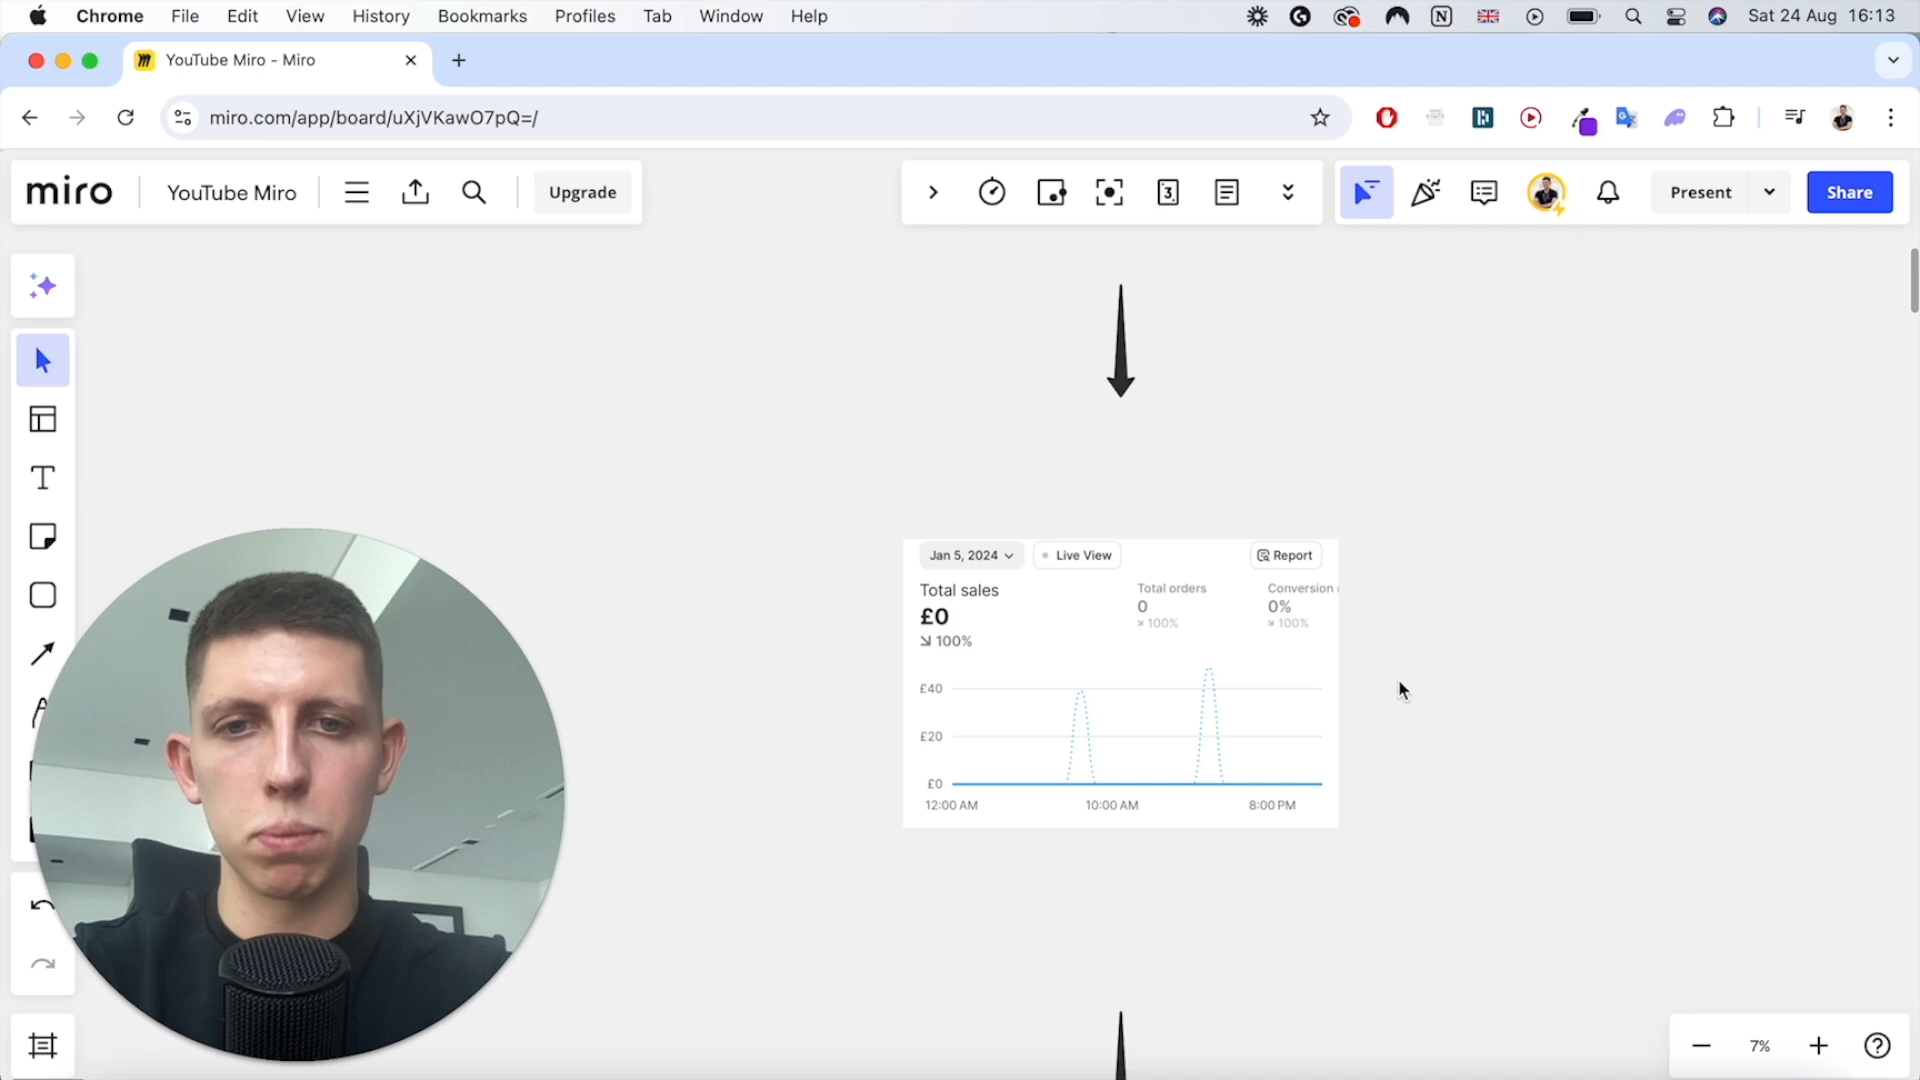 Chrome File Edit View History Bookmarks Profiles Tab Window Help Sat 24 Aug 16:13
YouTube Miro - Miro
miro.com/app/board/uXjVKawO7pQ=/
miro YouTube Miro Upgrade Present Share
Jan 5, 2024 Live View Report
Total sales Total orders Conversion
£0 0 0%
100% 100% 100%
£40
£20
£0
12:00 AM 10:00 AM 8:00 PM
7%